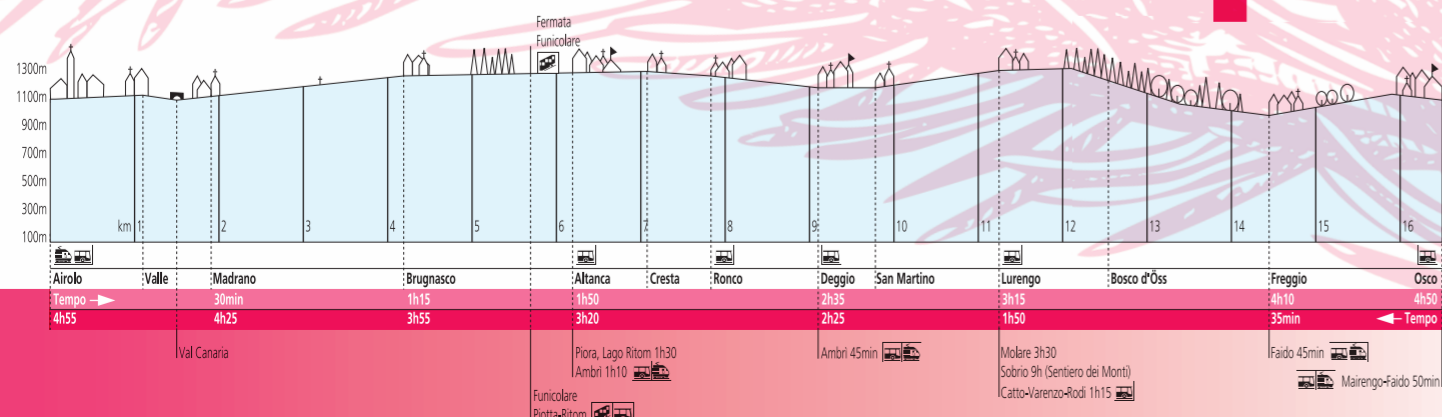 Fermata
Funicolare
1300m
1100m
900m
700m
500m
300m
100m
km 1 2 3 4 5 6 7 8 9 10 11 12 13 14 15 16
Airolo Valle Madrano Brugnasco Altanca Cresta Ronco Deggio San Martino Lurengo Bosco d'Öss Freggio Osco
Tempo 30min 1h15 1h50 2h35 3h15 4h10 4h50
4h55 4h25 3h55 3h20 2h25 1h50 35min Tempo
Val Canaria
Piora, Lago Ritom 1h30
Ambrì 1h10
Ambrì 45min
Molare 3h30
Sobrio 9h (Sentiero dei Monti)
Catto-Varenzo-Rodi 1h15
Faido 45min
Mairengo-Faido 50min
Funicolare
Piotta-Ritom